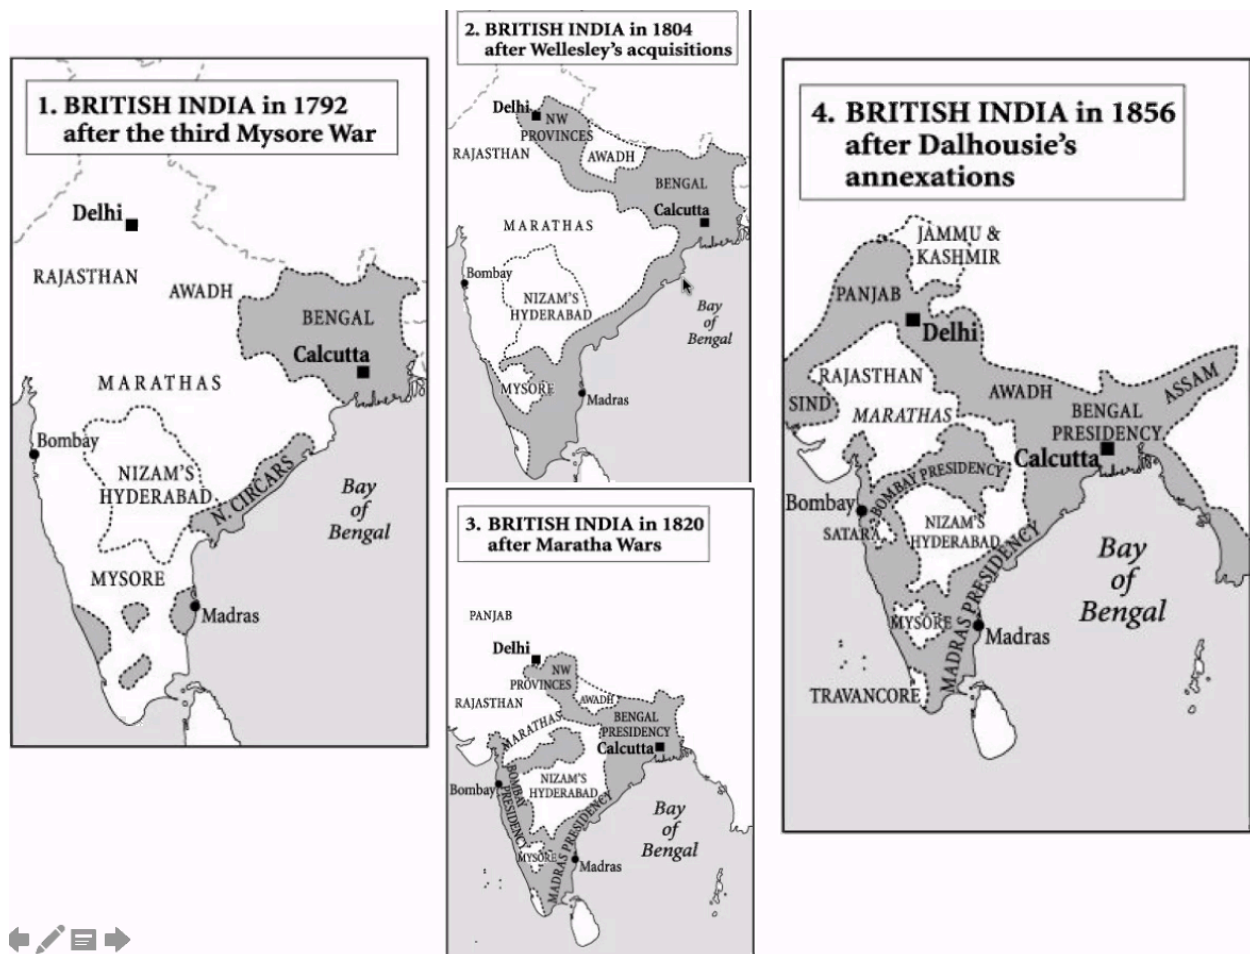 1. BRITISH INDIA in 1792
after the third Mysore War
Delhi
RAJASTHAN
AWADH
BENGAL
Calcutta
MARATHAS
Bombay
NIZAM'S
HYDERABAD
N. CIRCARS
Bay
of
Bengal
MYSORE
Madras
2. BRITISH INDIA in 1804
after Wellesley's acquisitions
Delhi
NW
PROVINCES
RAJASTHAN
AWADH
BENGAL
Calcutta
MARATHAS
Bombay
NIZAM'S
HYDERABAD
Bay
of
Bengal
MYSORE
Madras
3. BRITISH INDIA in 1820
after Maratha Wars
PANJAB
Delhi
NW
PROVINCES
RAJASTHAN
AWADH
MARATHAS
BENGAL
PRESIDENCY
Calcutta
Bombay
BOMBAY
PRESIDENCY
NIZAM'S
HYDERABAD
Bay
of
Bengal
MYSORE
MADRAS PRESIDENCY
Madras
4. BRITISH INDIA in 1856
after Dalhousie's
annexations
JAMMU &
KASHMIR
PANJAB
Delhi
RAJASTHAN
SIND
MARATHAS
AWADH
ASSAM
BENGAL
PRESIDENCY
Calcutta
BOMBAY PRESIDENCY
Bombay
SATARA
NIZAM'S
HYDERABAD
Bay
of
Bengal
MYSORE
MADRAS PRESIDENCY
Madras
TRAVANCORE